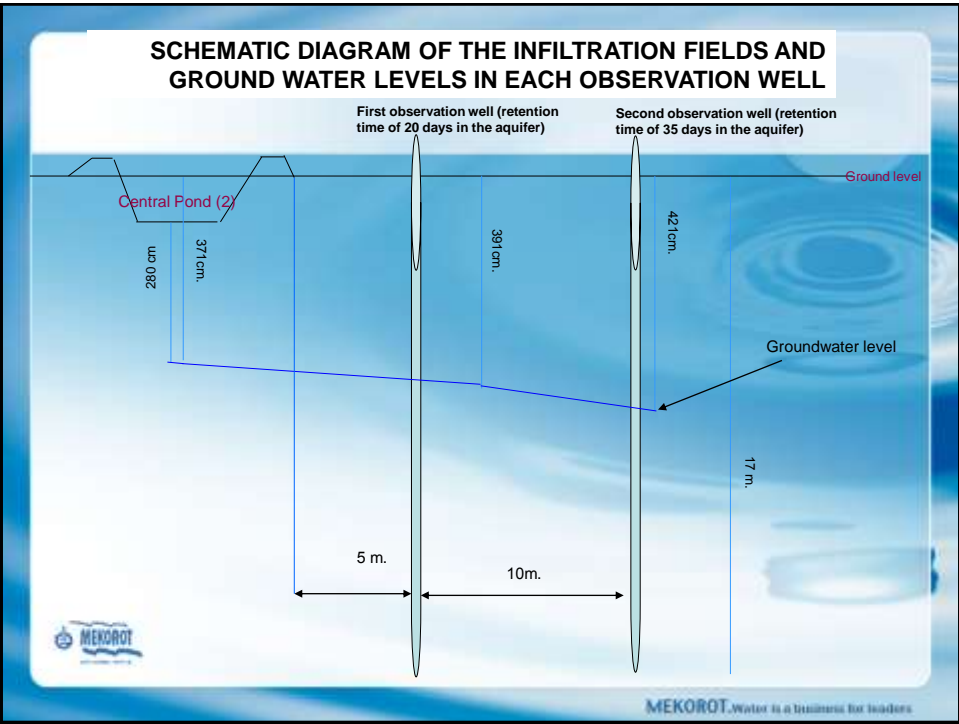 SCHEMATIC DIAGRAM OF THE INFILTRATION FIELDS AND
GROUND WATER LEVELS IN EACH OBSERVATION WELL
First observation well (retention
time of 20 days in the aquifer)
Second observation well (retention
time of 35 days in the aquifer)
Ground level
Central Pond (2)
280 cm
371cm.
391cm.
421cm.
Groundwater level
17 m.
5 m.
10m.
MEKOROT
MEKOROT.Water is a business for leaders